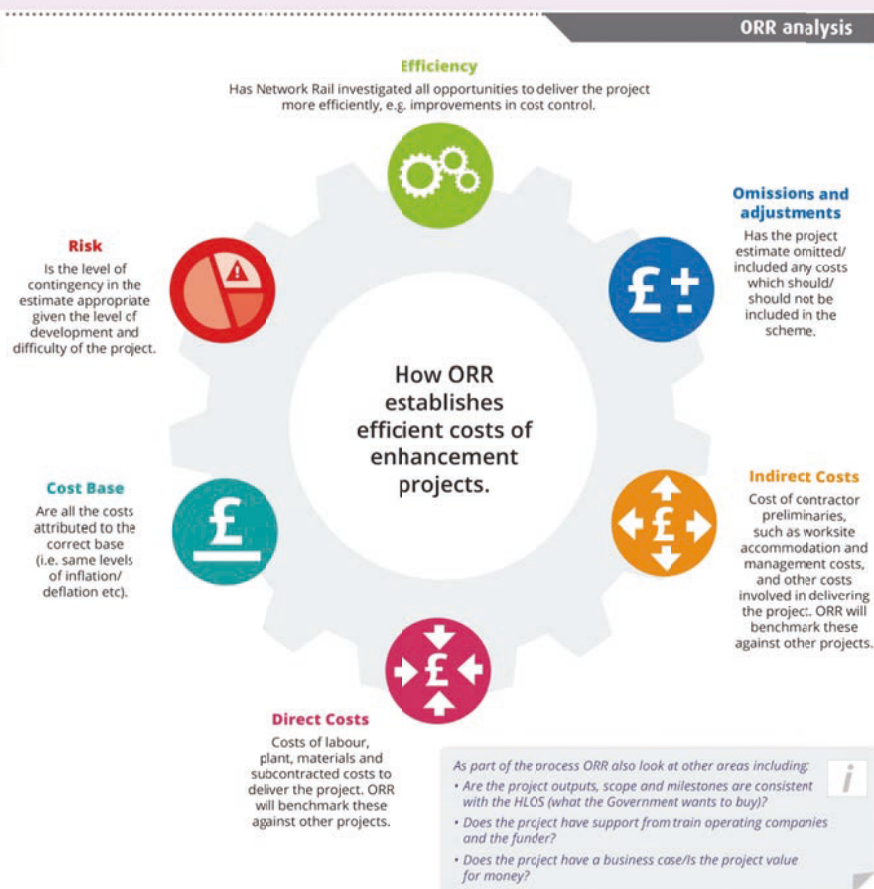 ORR analysis
Efficiency
Has Network Rail investigated all opportunities to deliver the project
more efficiently, e.g. improvements in cost control.
Omissions and
adjustments
Has the project
estimate omitted/
included any costs
which should/
should not be
included in the
scheme.
Risk
Is the level of
contingency in the
estimate appropriate
given the level of
development and
difficulty of the project.
£ ±
How ORR
establishes
efficient costs of
enhancement
projects.
Cost Base
Are all the costs
attributed to the
correct base
(i.e. same levels
of inflation/
deflation etc).
£
Indirect Costs
Cost of contractor
preliminaries,
such as worksite
accommodation and
management costs,
and other costs
involved in delivering
the project. ORR will
benchmark these
against other projects.
£
£
Direct Costs
Costs of labour,
plant, materials and
subcontracted costs to
deliver the project. ORR
will benchmark these
against other projects.
As part of the process ORR also look at other areas including:
• Are the project outputs, scope and milestones are consistent
with the HLOS (what the Government wants to buy)?
• Does the project have support from train operating companies
and the funder?
• Does the project have a business case/is the project value
for money?
i